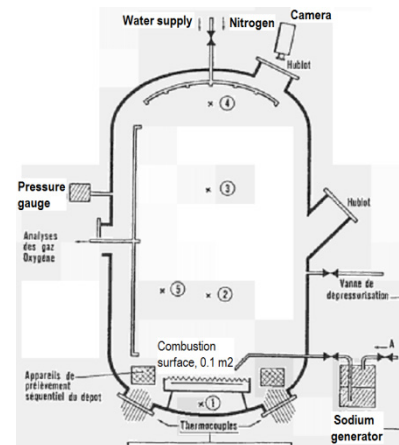 Water supply
Nitrogen
Camera
Hublot
4
Pressure
gauge
3
Hublot
Analyses
des gaz
Oxygène
5
2
Vanne de
dépressorisation
Combustion
surface, 0.1 m2
A
Appareils de
prélèvement
séquentiel du dépôt
1
Thermocouples
Sodium
generator